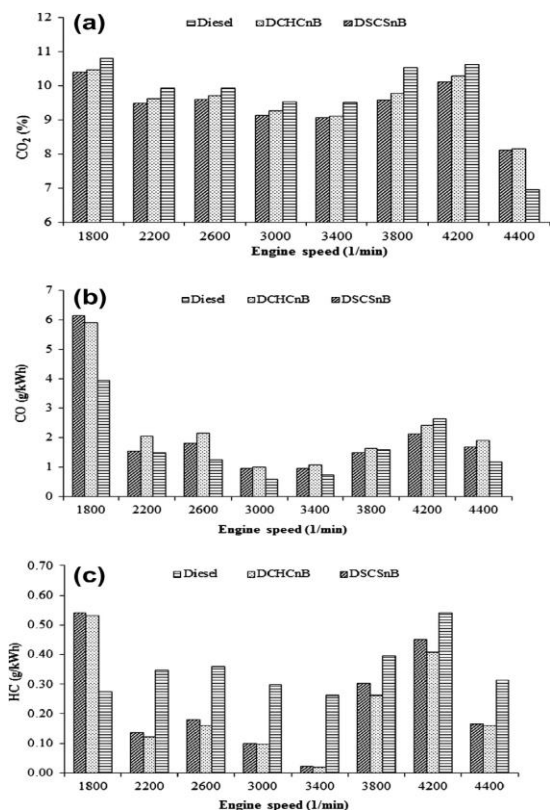 (a)
Diesel DCHCnB DSCSnB
12
11
10
9
8
7
6
CO₂ (%)
1800 2200 2600 3000 3400 3800 4200 4400
Engine speed (1/min)
(b)
Diesel DCHCnB DSCSnB
7
6
5
4
3
2
1
0
CO (g/kWh)
1800 2200 2600 3000 3400 3800 4200 4400
Engine speed (1/min)
(c)
Diesel DCHCnB DSCSnB
0.70
0.60
0.50
0.40
0.30
0.20
0.10
0.00
HC (g/kWh)
1800 2200 2600 3000 3400 3800 4200 4400
Engine speed (1/min)